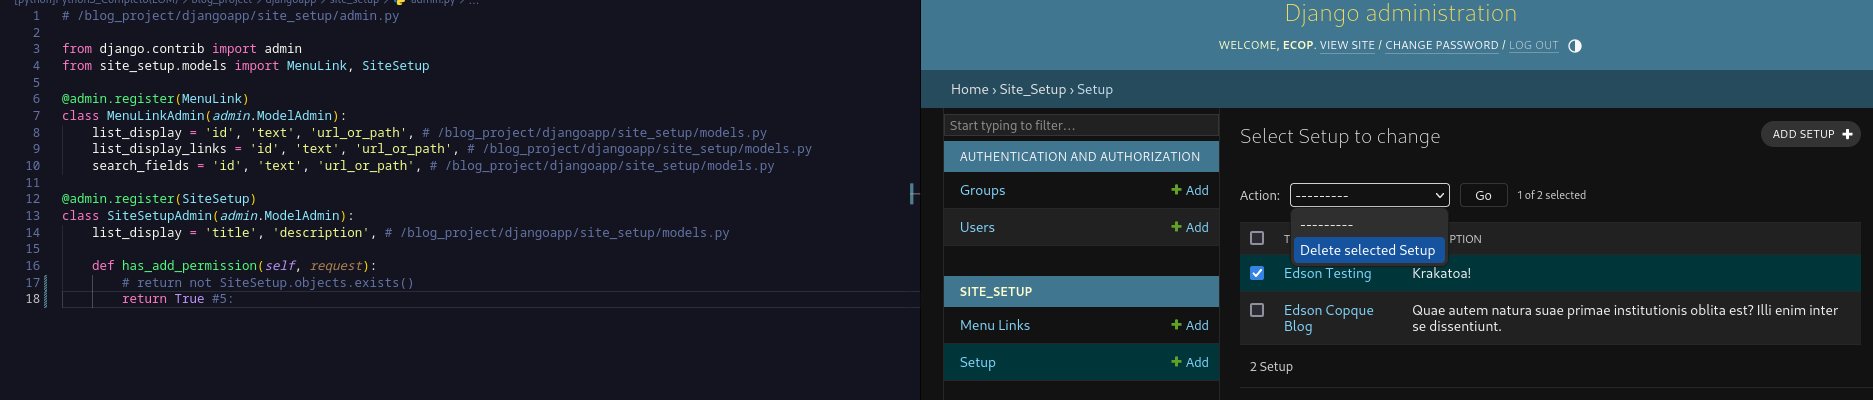 [python]Python3_Completo(LOM) > blog_project > djangoapp > site_setup > admin.py > ...
1 # /blog_project/djangoapp/site_setup/admin.py
2
3 from django.contrib import admin
4 from site_setup.models import MenuLink, SiteSetup
5
6 @admin.register(MenuLink)
7 class MenuLinkAdmin(admin.ModelAdmin):
8 list_display = 'id', 'text', 'url_or_path', # /blog_project/djangoapp/site_setup/models.py
9 list_display_links = 'id', 'text', 'url_or_path', # /blog_project/djangoapp/site_setup/models.py
10 search_fields = 'id', 'text', 'url_or_path', # /blog_project/djangoapp/site_setup/models.py
11
12 @admin.register(SiteSetup)
13 class SiteSetupAdmin(admin.ModelAdmin):
14 list_display = 'title', 'description', # /blog_project/djangoapp/site_setup/models.py
15
16 def has_add_permission(self, request):
17 # return not SiteSetup.objects.exists()
18 return True #5:
Django administration
WELCOME, ECOP. VIEW SITE / CHANGE PASSWORD / LOG OUT
Home › Site_Setup › Setup
Start typing to filter...
AUTHENTICATION AND AUTHORIZATION
Groups + Add
Users + Add
SITE_SETUP
Menu Links + Add
Setup + Add
Select Setup to change
ADD SETUP +
Action: --------- Go 1 of 2 selected
---------
Delete selected Setup
T PTION
Edson Testing Krakatoa!
Edson Copque Blog
Quae autem natura suae primae institutionis oblita est? Illi enim inter
se dissentiunt.
2 Setup